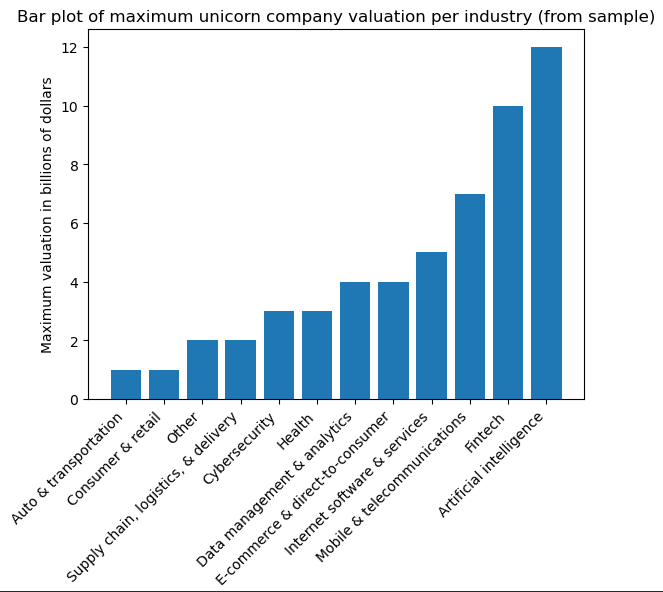 Bar plot of maximum unicorn company valuation per industry (from sample)
Maximum valuation in billions of dollars
12
10
8
6
4
2
0
Auto & transportation
Consumer & retail
Other
Supply chain, logistics, & delivery
Cybersecurity
Health
Data management & analytics
E-commerce & direct-to-consumer
Internet software & services
Mobile & telecommunications
Fintech
Artificial intelligence